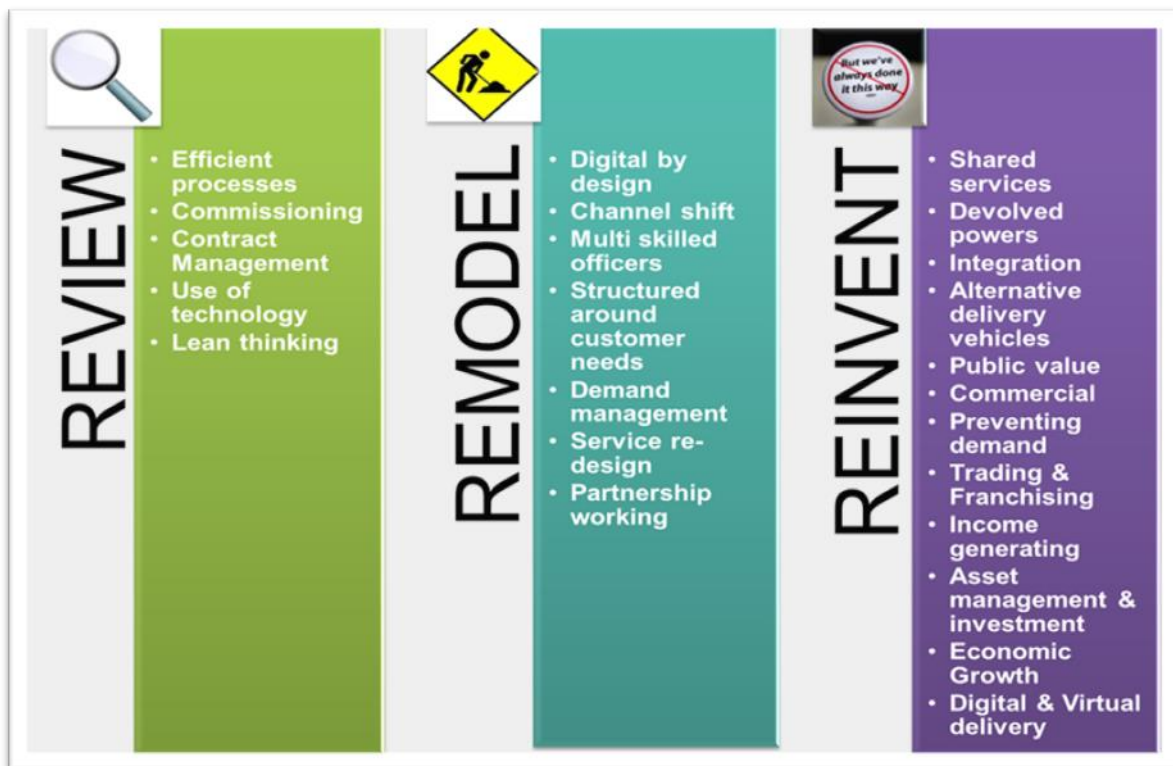 REVIEW
• Efficient
processes
• Commissioning
• Contract
Management
• Use of
technology
• Lean thinking
REMODEL
• Digital by
design
• Channel shift
• Multi skilled
officers
• Structured
around
customer
needs
• Demand
management
• Service re-
design
• Partnership
working
But we've
always done
it this way
REINVENT
• Shared
services
• Devolved
powers
• Integration
• Alternative
delivery
vehicles
• Public value
• Commercial
• Preventing
demand
• Trading &
Franchising
• Income
generating
• Asset
management &
investment
• Economic
Growth
• Digital & Virtual
delivery